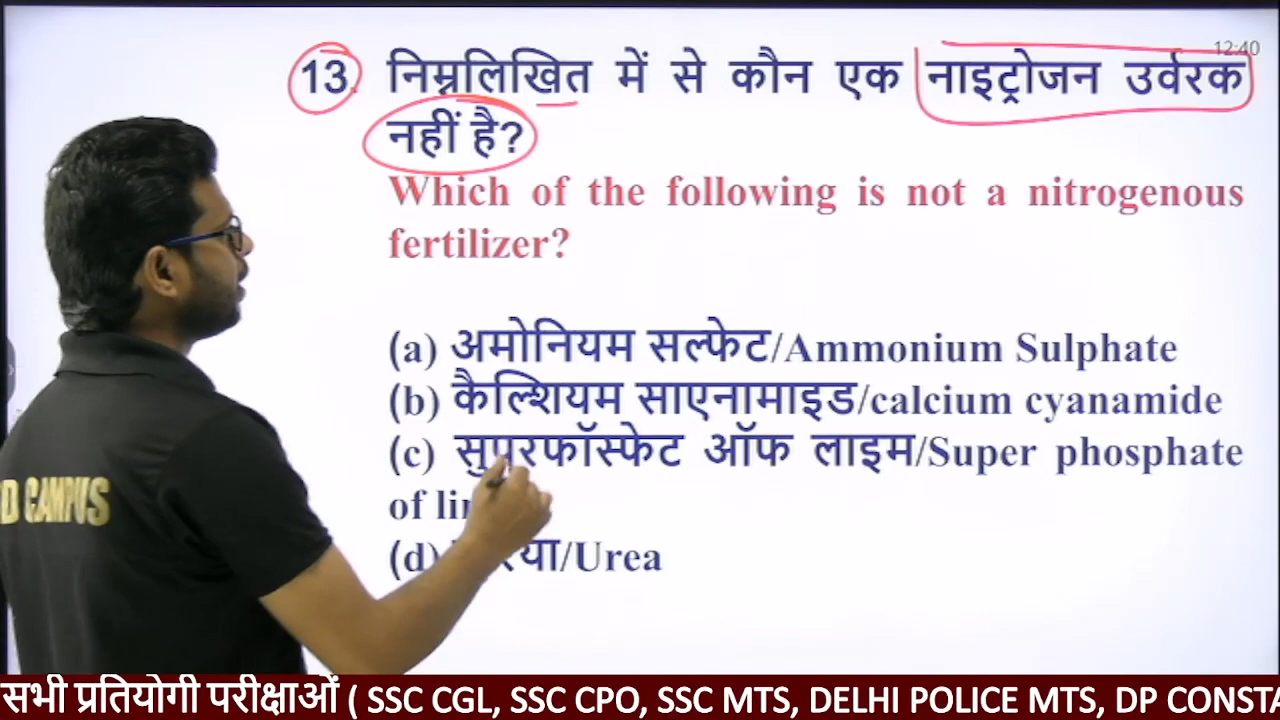 12:40
13. निम्नलिखित में से कौन एक नाइट्रोजन उर्वरक
नहीं है?
Which of the following is not a nitrogenous
fertilizer?
(a) अमोनियम सल्फेट/Ammonium Sulphate
(b) कैल्शियम साएनामाइड/calcium cyanamide
(c) सुपरफॉस्फेट ऑफ लाइम/Super phosphate
of
(d) /Urea
D CAMPUS
सभी प्रतियोगी परीक्षाओं ( SSC CGL, SSC CPO, SSC MTS, DELHI POLICE MTS, DP CONSTA